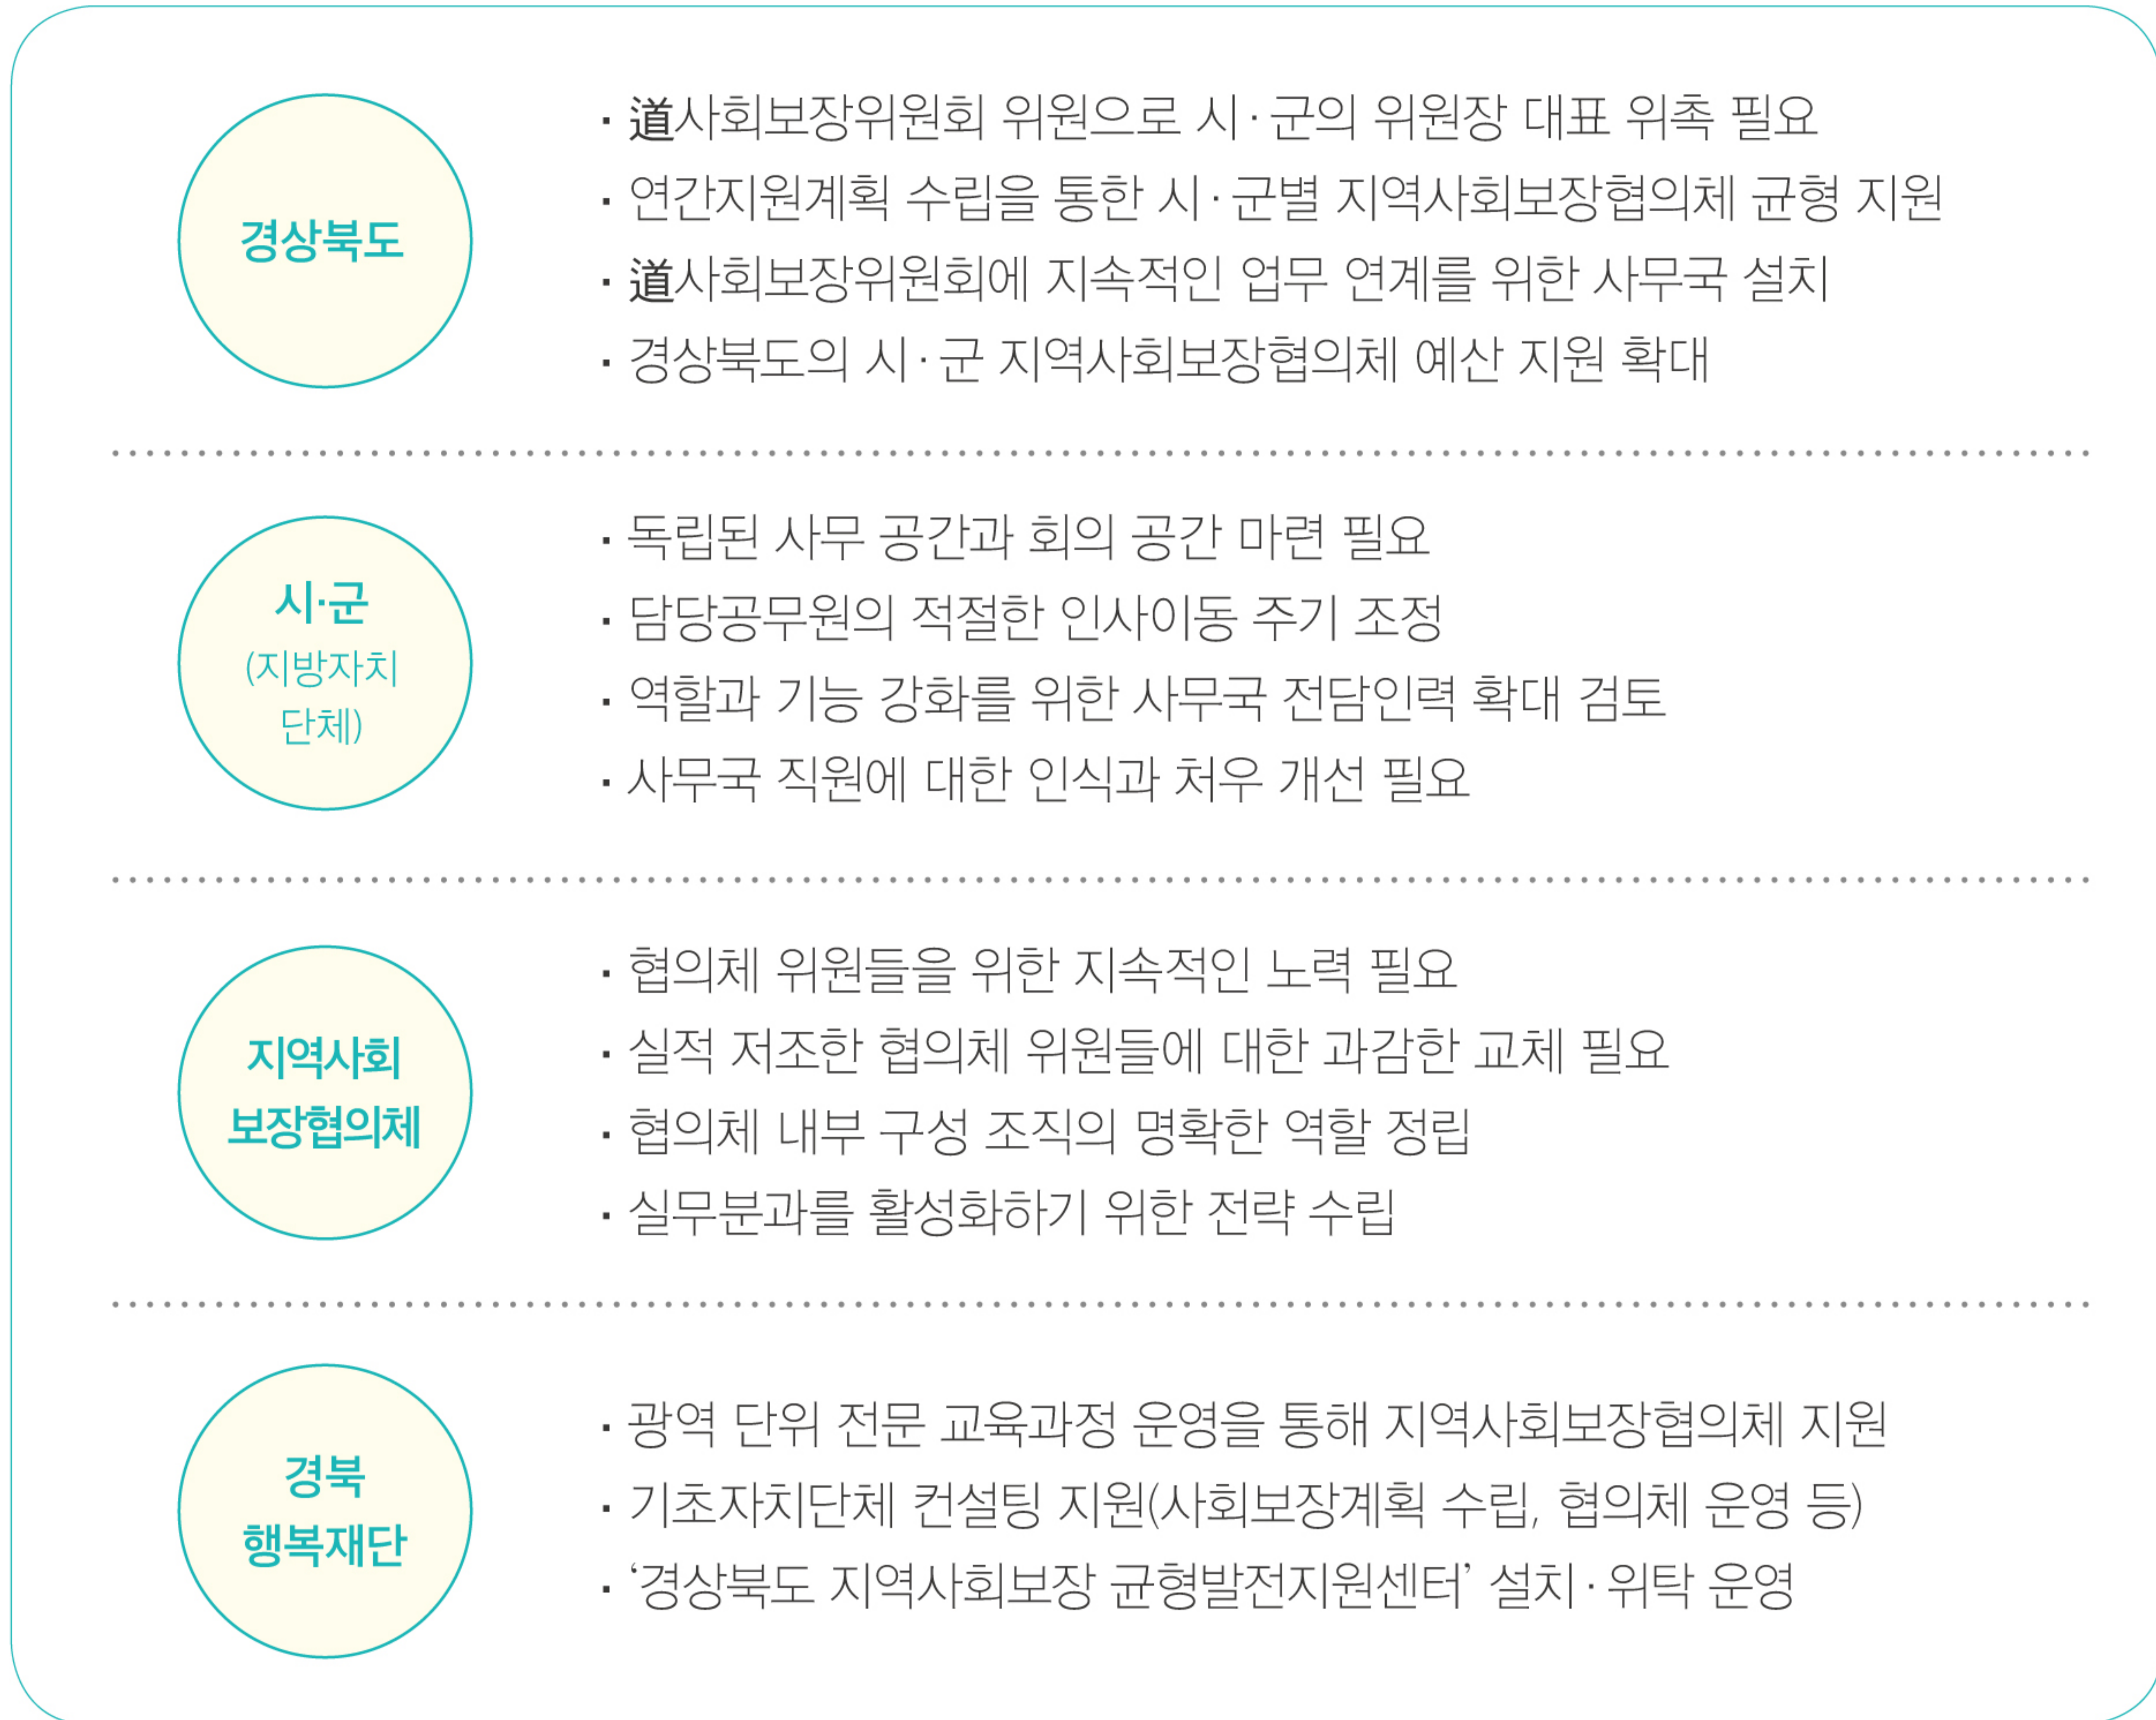 경상북도
· 道사회보장위원회 위원으로 시·군의 위원장 대표 위촉 필요
· 연간지원계획 수립을 통한 시·군별 지역사회보장협의체 균형 지원
· 道사회보장위원회에 지속적인 업무 연계를 위한 사무국 설치
· 경상북도의 시·군 지역사회보장협의체 예산 지원 확대
시·군
(지방자치
단체)
· 독립된 사무 공간과 회의 공간 마련 필요
· 담당공무원의 적절한 인사이동 주기 조정
· 역할과 기능 강화를 위한 사무국 전담인력 확대 검토
· 사무국 직원에 대한 인식과 처우 개선 필요
지역사회
보장협의체
· 협의체 위원들을 위한 지속적인 노력 필요
· 실적 저조한 협의체 위원들에 대한 과감한 교체 필요
· 협의체 내부 구성 조직의 명확한 역할 정립
· 실무분과를 활성화하기 위한 전략 수립
경북
행복재단
· 광역 단위 전문 교육과정 운영을 통해 지역사회보장협의체 지원
· 기초자치단체 컨설팅 지원(사회보장계획 수립, 협의체 운영 등)
· ‘경상북도 지역사회보장 균형발전지원센터’ 설치·위탁 운영